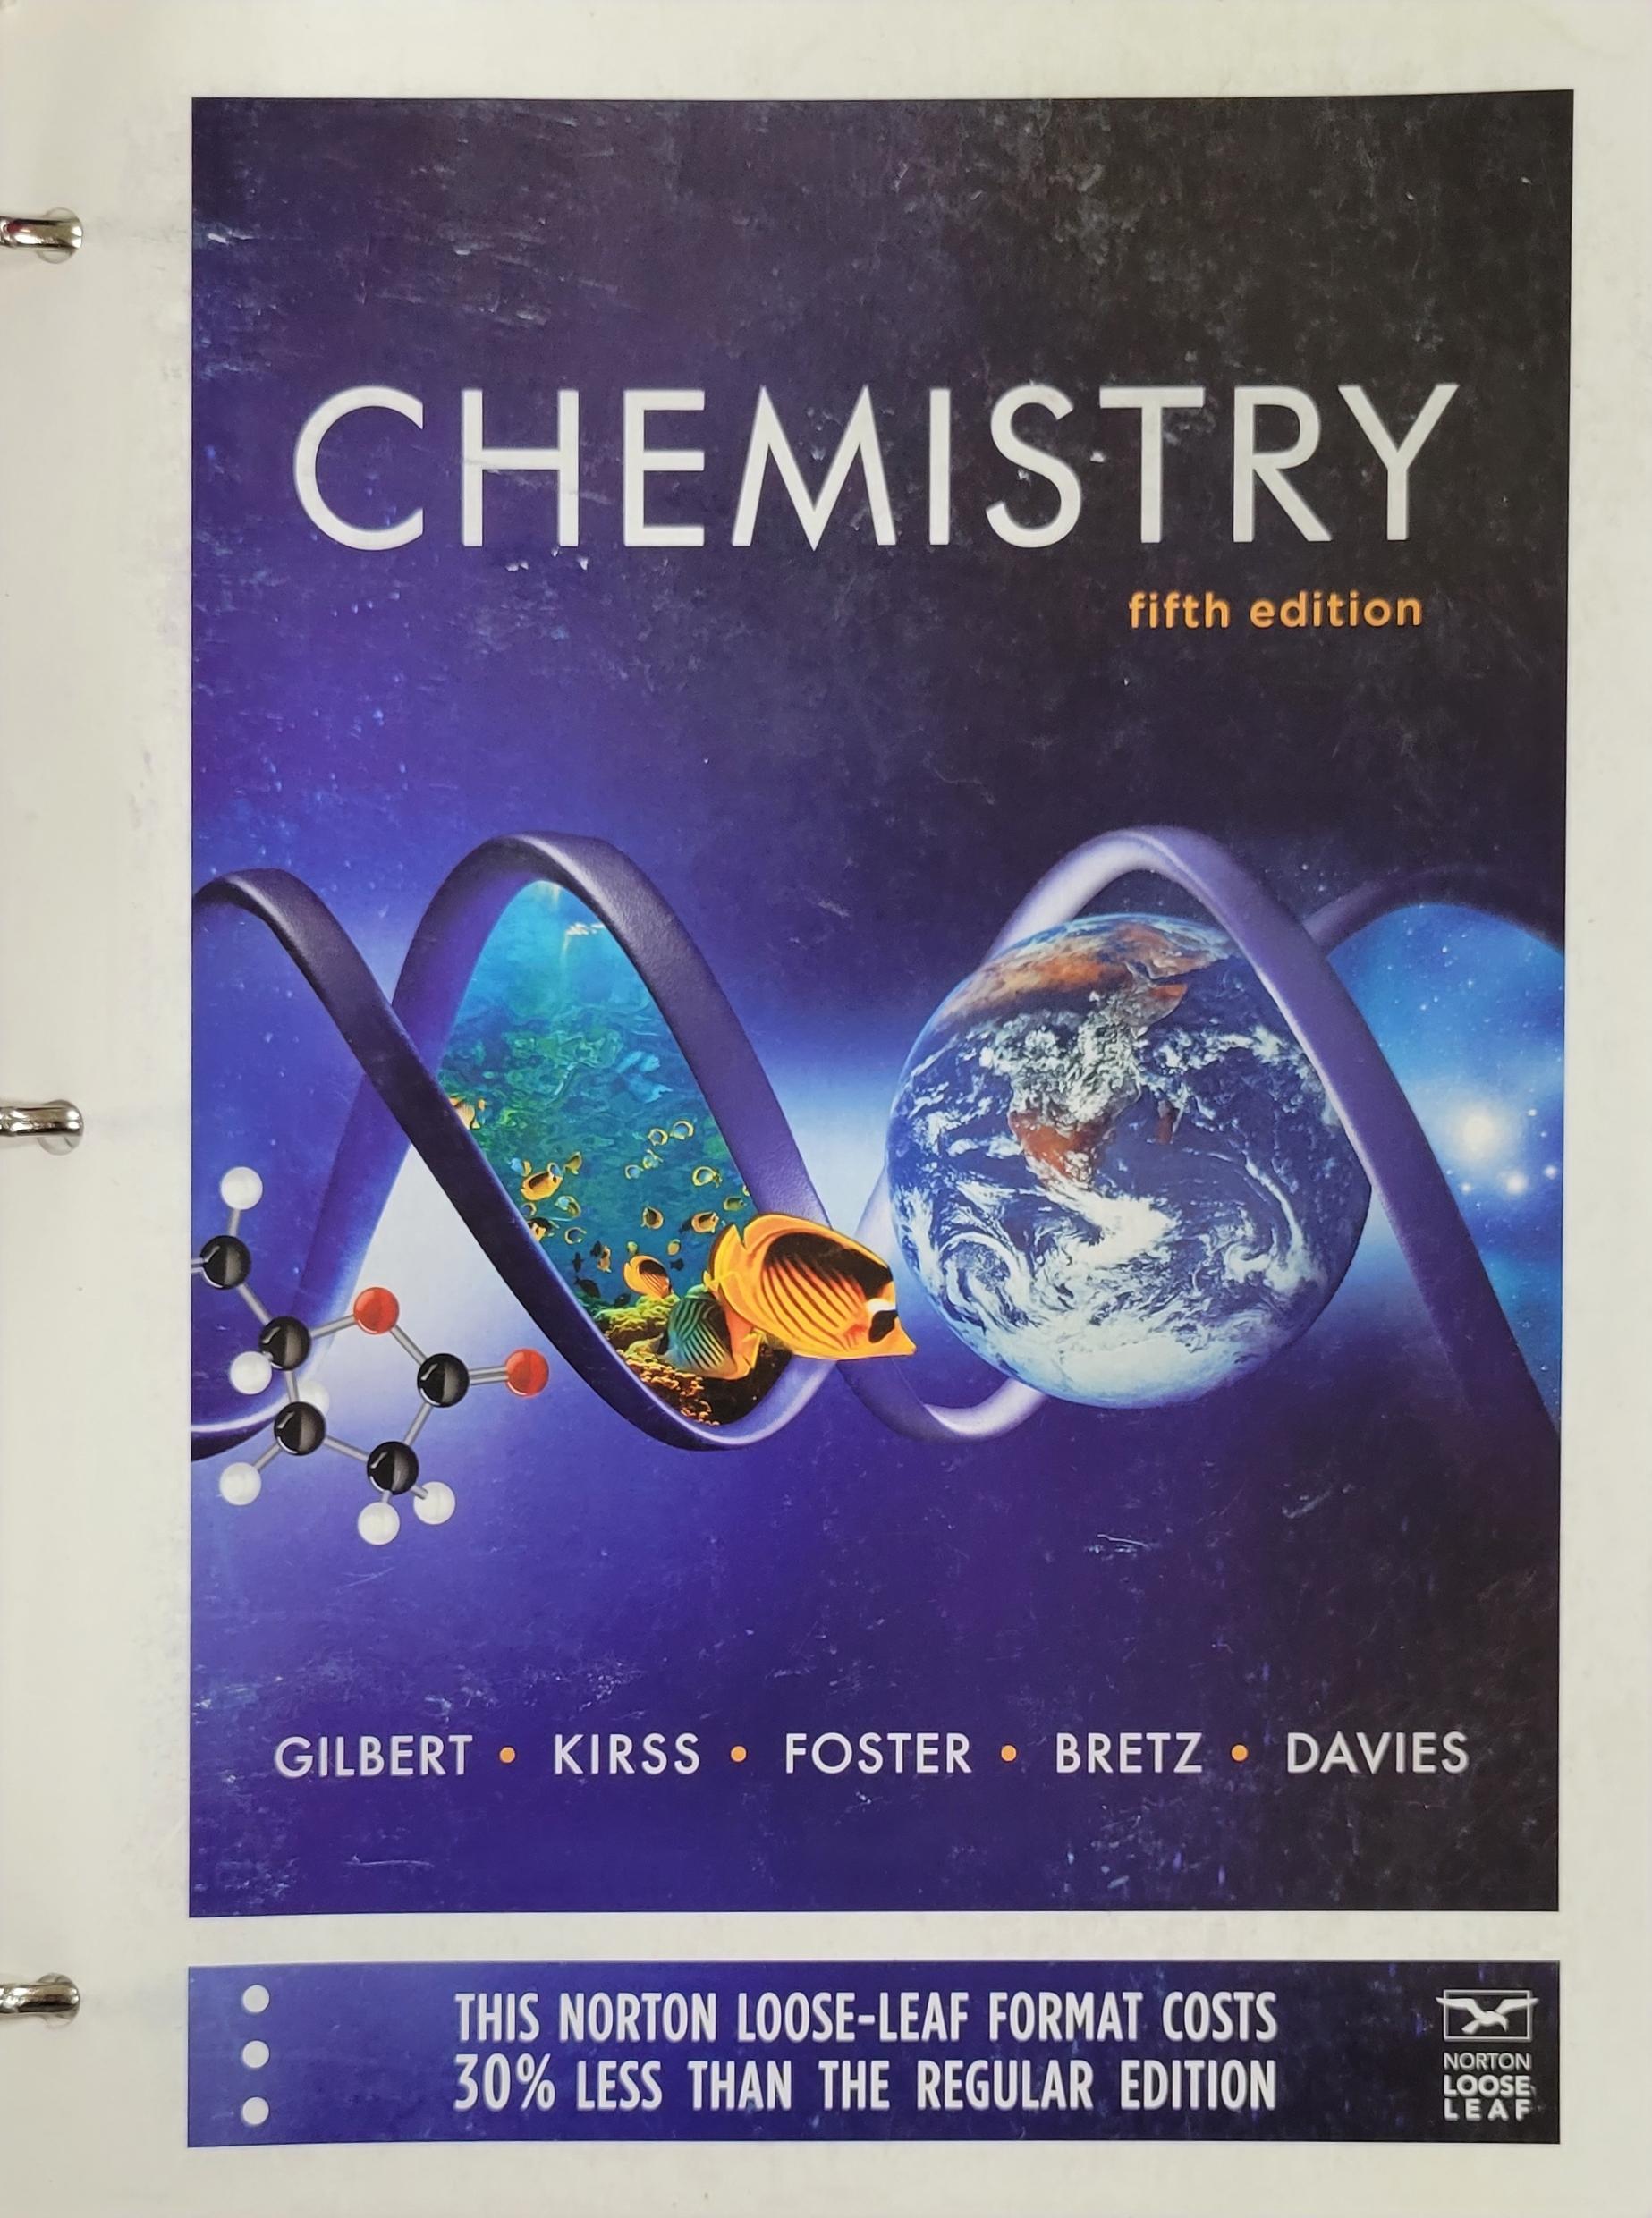 CHEMISTRY
fifth edition
GILBERT • KIRSS • FOSTER • BRETZ • DAVIES
THIS NORTON LOOSE-LEAF FORMAT COSTS
30% LESS THAN THE REGULAR EDITION
NORTON
LOOSE
LEAF